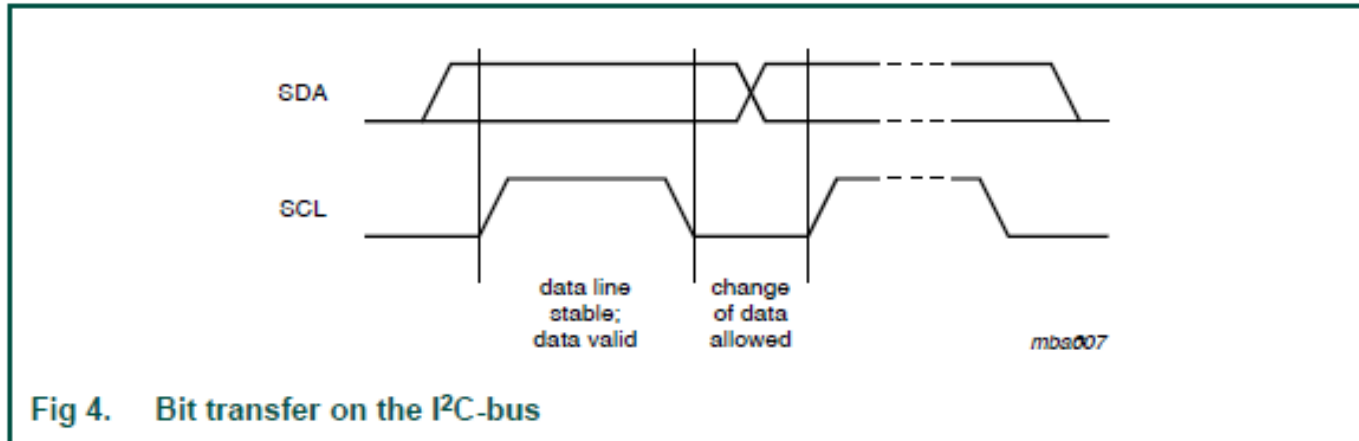 SDA
SCL
data line
stable;
data valid
change
of data
allowed
mba607
Fig 4. Bit transfer on the I²C-bus